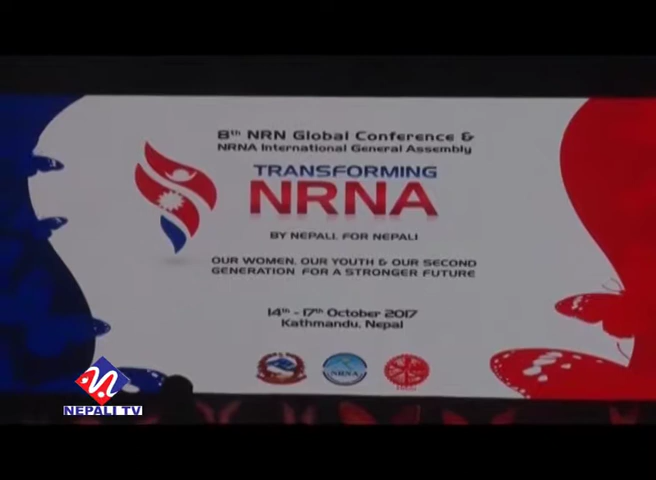 8th NRN Global Conference &
NRNA International General Assembly
TRANSFORMING
NRNA
BY NEPALI, FOR NEPALI
OUR WOMEN, OUR YOUTH & OUR SECOND
GENERATION FOR A STRONGER FUTURE
14th - 17th October 2017
Kathmandu, Nepal
NRNA
NEPALI TV